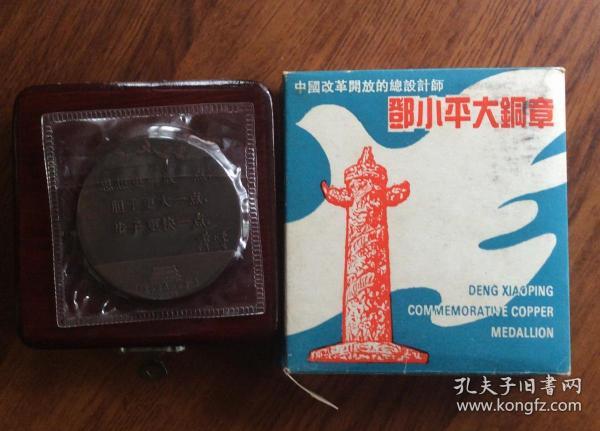 胆子更大一点
步子更快一点
中國改革開放的總設計師
鄧小平大銅章
DENG XIAOPING
COMMEMORATIVE COPPER
MEDALLION
孔夫子旧书网
www.kongfz.com